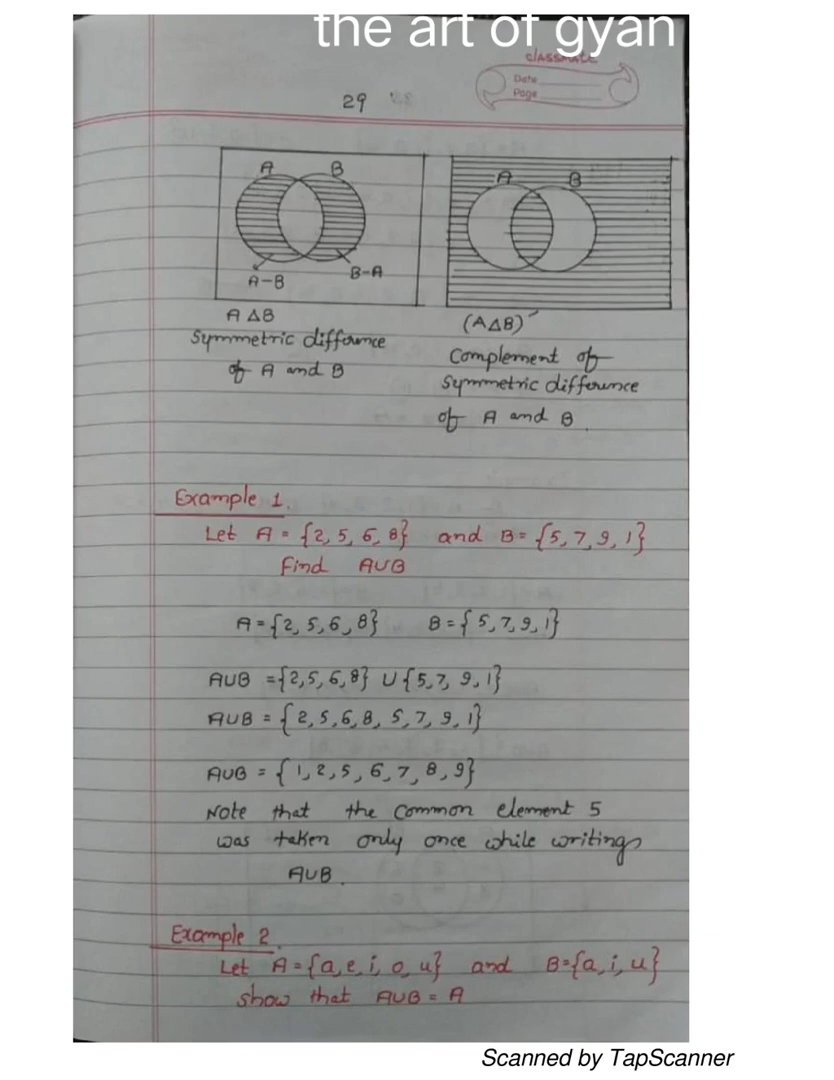 the art of gyan
classmate
Date
Page
29
A B
A-B
B-A
A B
A Δ B
Symmetric difference
of A and B
(A Δ B)′
Complement of
Symmetric difference
of A and B.
Example 1.
Let A = {2, 5, 6, 8} and B = {5, 7, 9, 1}
find A∪B
A = {2, 5, 6, 8} B = {5, 7, 9, 1}
A∪B = {2, 5, 6, 8} ∪ {5, 7, 9, 1}
A∪B = {2, 5, 6, 8, 5, 7, 9, 1}
A∪B = {1, 2, 5, 6, 7, 8, 9}
Note that the common element 5
was taken only once while writing
A∪B.
Example 2.
Let A = {a, e, i, o, u} and B = {a, i, u}
show that A∪B = A
Scanned by TapScanner